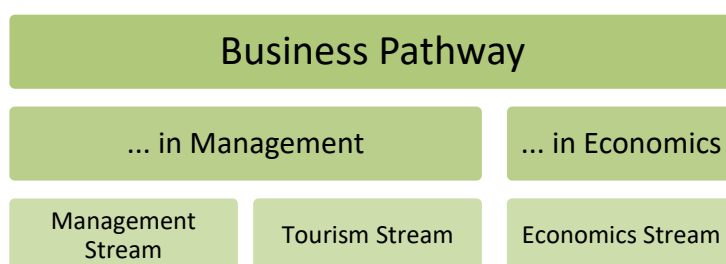 Business Pathway
... in Management
... in Economics
Management
Stream
Tourism Stream
Economics Stream